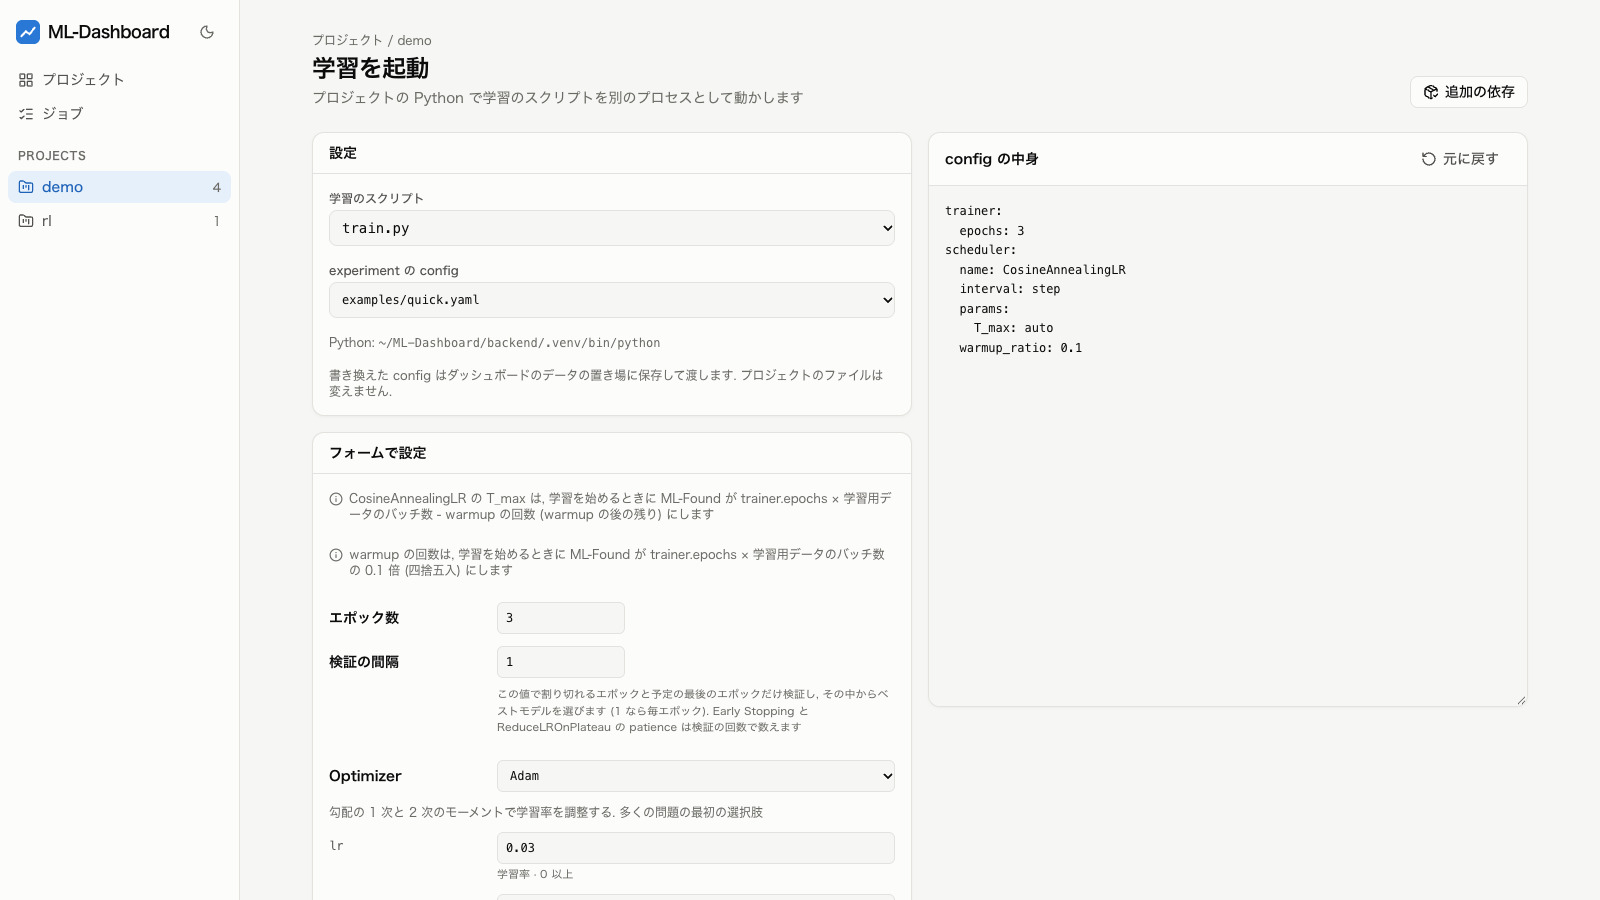 ML-Dashboard
プロジェクト
ジョブ
PROJECTS
demo 4
rl 1
プロジェクト / demo
学習を起動
プロジェクトの Python で学習のスクリプトを別のプロセスとして動かします
追加の依存
設定
学習のスクリプト
train.py
experiment の config
examples/quick.yaml
Python: ~/ML-Dashboard/backend/.venv/bin/python
書き換えた config はダッシュボードのデータの置き場に保存して渡します. プロジェクトのファイルは
変えません.
フォームで設定
CosineAnnealingLR の T_max は, 学習を始めるときに ML-Found が trainer.epochs × 学習用デ
ータのバッチ数 - warmup の回数 (warmup の後の残り) にします
warmup の回数は, 学習を始めるときに ML-Found が trainer.epochs × 学習用データのバッチ数
の 0.1 倍 (四捨五入) にします
エポック数 3
検証の間隔 1
この値で割り切れるエポックと予定の最後のエポックだけ検証し, その中からベ
ストモデルを選びます (1 なら毎エポック). Early Stopping と
ReduceLROnPlateau の patience は検証の回数で数えます
Optimizer Adam
勾配の 1 次と 2 次のモーメントで学習率を調整する. 多くの問題の最初の選択肢
lr 0.03
学習率 · 0 以上
config の中身
元に戻す
trainer:
  epochs: 3
scheduler:
  name: CosineAnnealingLR
  interval: step
  params:
    T_max: auto
  warmup_ratio: 0.1